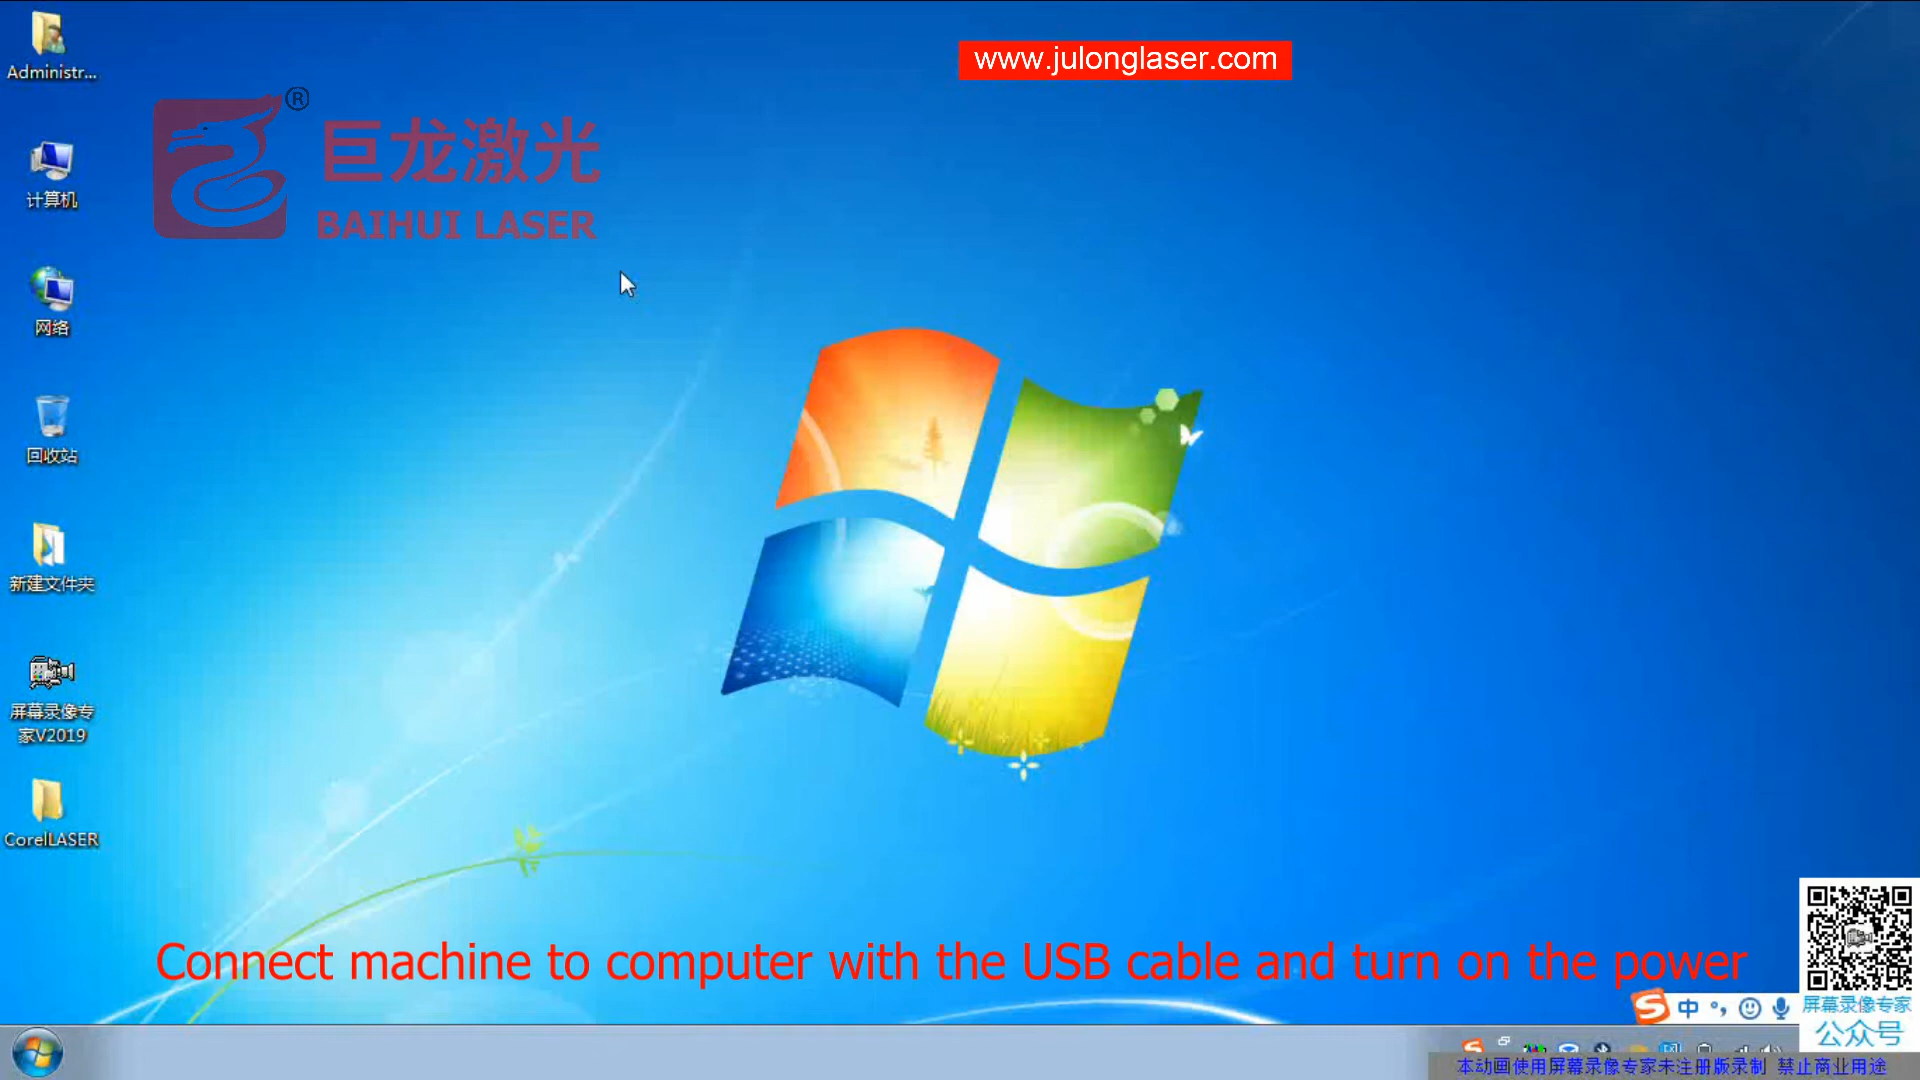 Administr...
www.julonglaser.com
®
巨龙激光
BAIHUI LASER
计算机
网络
回收站
新建文件夹
屏幕录像专
家V2019
CorelLASER
Connect machine to computer with the USB cable and turn on the power
中
屏幕录像专家
公众号
本动画使用屏幕录像专家未注册版录制 禁止商业用途